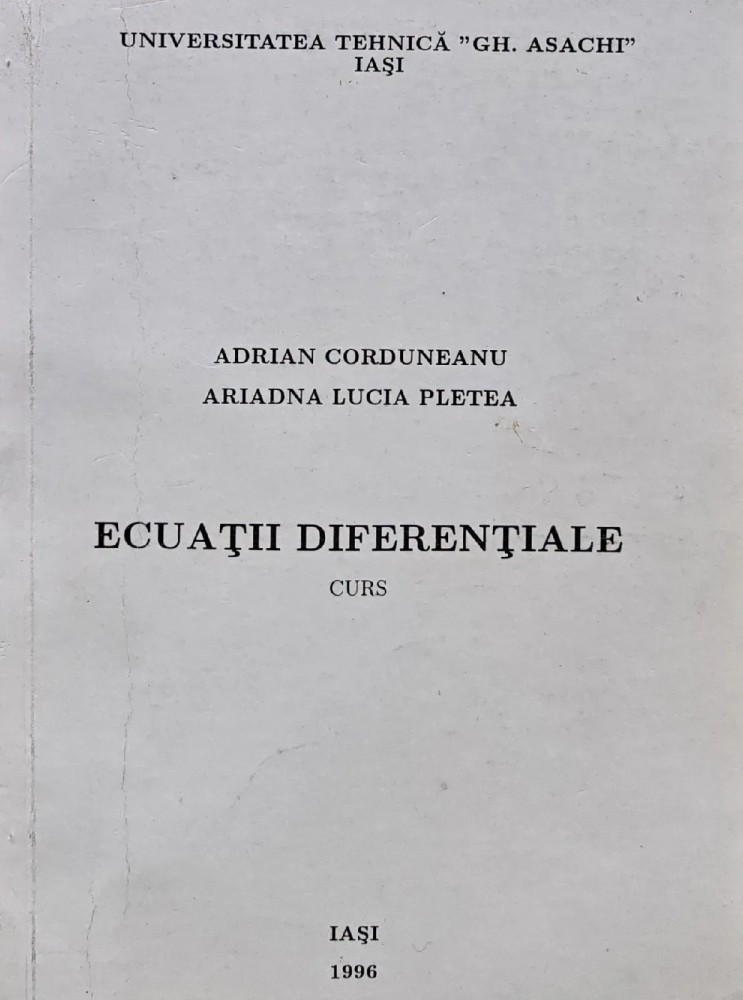 UNIVERSITATEA TEHNICĂ ”GH. ASACHI”
IAŞI
ADRIAN CORDUNEANU
ARIADNA LUCIA PLETEA
ECUAŢII DIFERENŢIALE
CURS
IAŞI
1996